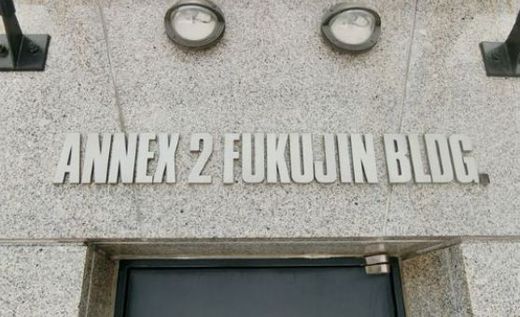 ANNEX 2 FUKUJIN BLDG.